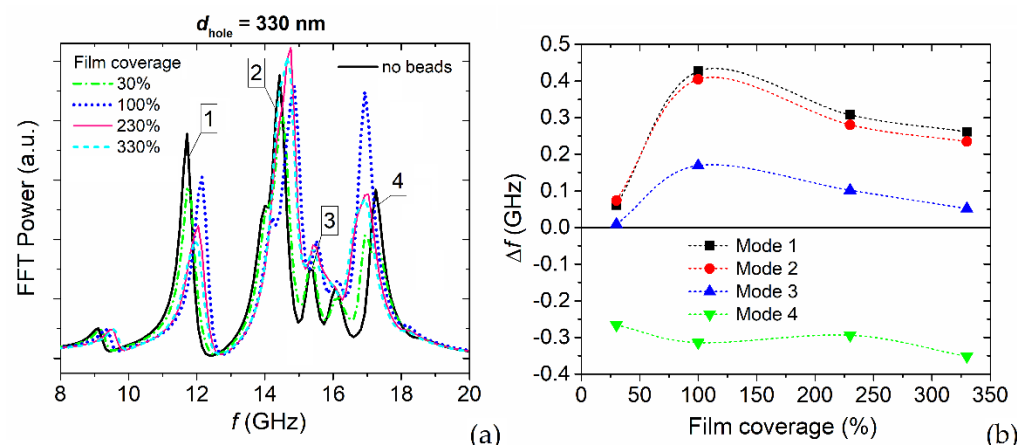 d_hole = 330 nm
Film coverage
30%
100%
230%
330%
no beads
1
2
3
4
FFT Power (a.u.)
8 10 12 14 16 18 20
f (GHz)
(a)
0.5
0.4
0.3
0.2
0.1
0.0
-0.1
-0.2
-0.3
-0.4
Δf (GHz)
Mode 1
Mode 2
Mode 3
Mode 4
0 50 100 150 200 250 300 350
Film coverage (%)
(b)